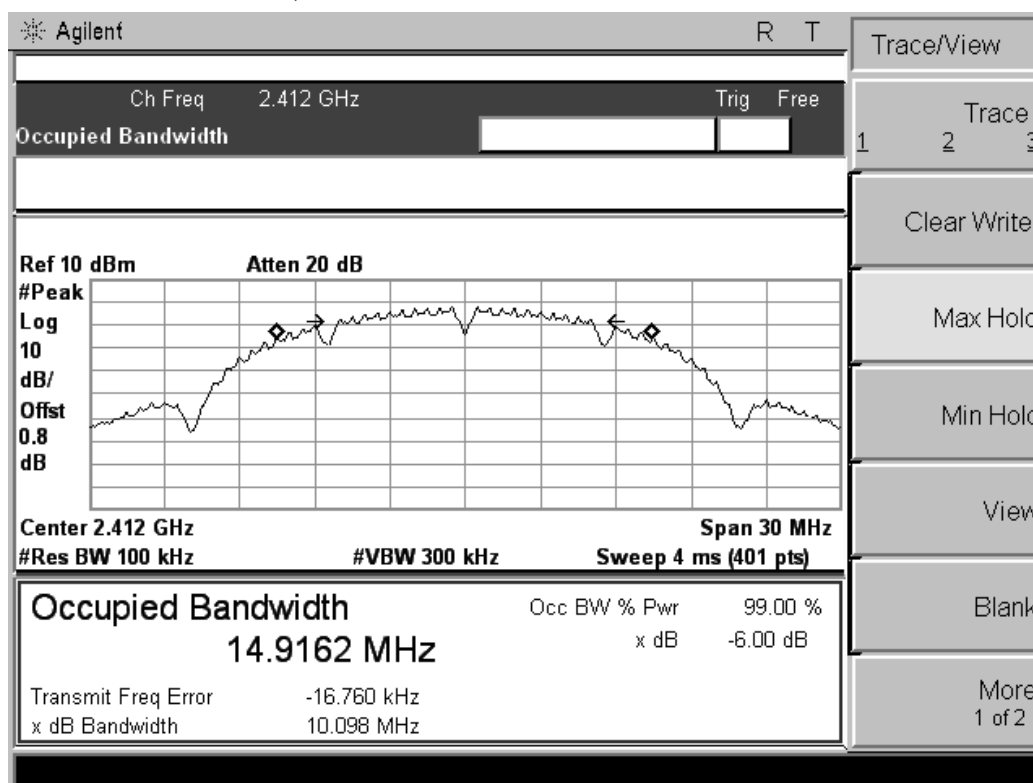 Agilent R T
Trace/View
Ch Freq 2.412 GHz Trig Free
Occupied Bandwidth
Trace
1 2 3
Clear Write
Ref 10 dBm Atten 20 dB
#Peak
Log
10
dB/
Offst
0.8
dB
Max Hold
Min Hold
Center 2.412 GHz Span 30 MHz
#Res BW 100 kHz #VBW 300 kHz Sweep 4 ms (401 pts)
View
Occupied Bandwidth
14.9162 MHz
Occ BW % Pwr 99.00 %
x dB -6.00 dB
Transmit Freq Error -16.760 kHz
x dB Bandwidth 10.098 MHz
Blank
More
1 of 2